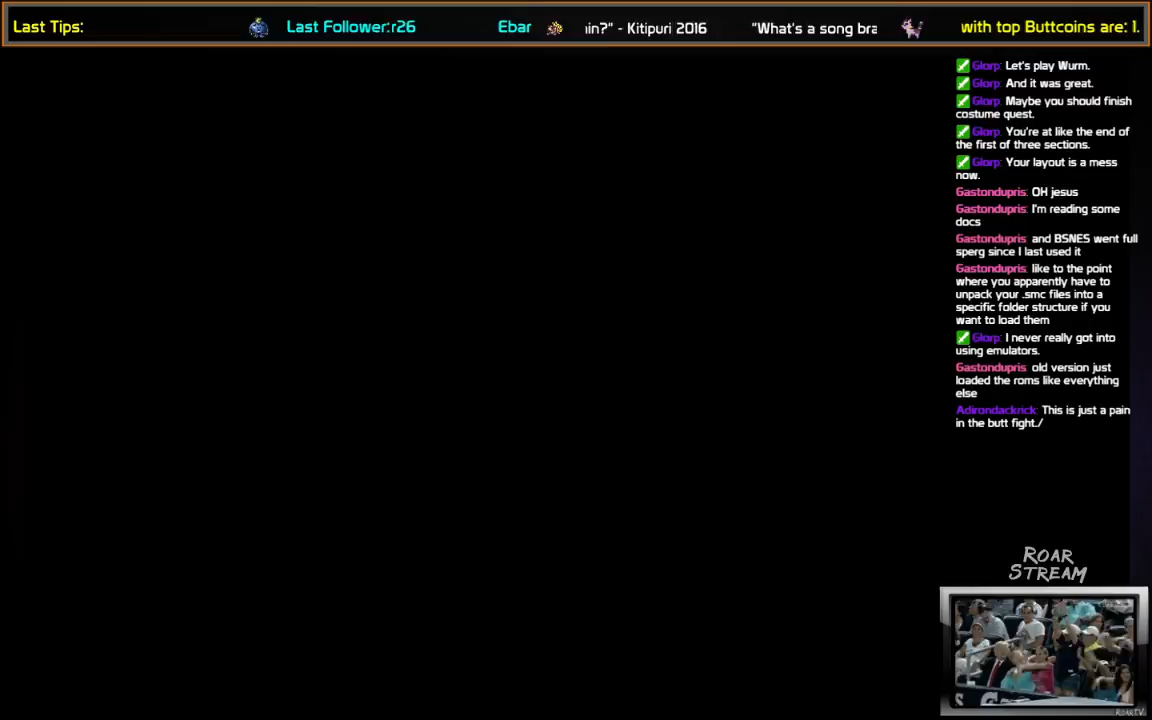 Last Tips:
Last Follower:r26
Ebar
in?" - Kitipuri 2016
"What's a song bra
with top Buttcoins are: 1.
Glorp: Let's play Wurm.
Glorp: And it was great.
Glorp: Maybe you should finish
costume quest.
Glorp: You're at like the end of
the first of three sections.
Glorp: Your layout is a mess
now.
Gastondupris: OH jesus
Gastondupris: I'm reading some
docs
Gastondupris: and BSNES went full
sperg since I last used it
Gastondupris: like to the point
where you apparently have to
unpack your .smc files into a
specific folder structure if you
want to load them
Glorp: I never really got into
using emulators.
Gastondupris: old version just
loaded the roms like everything
else
Adirondackrick: This is just a pain
in the butt fight./
ROAR
STREAM
ROARTV